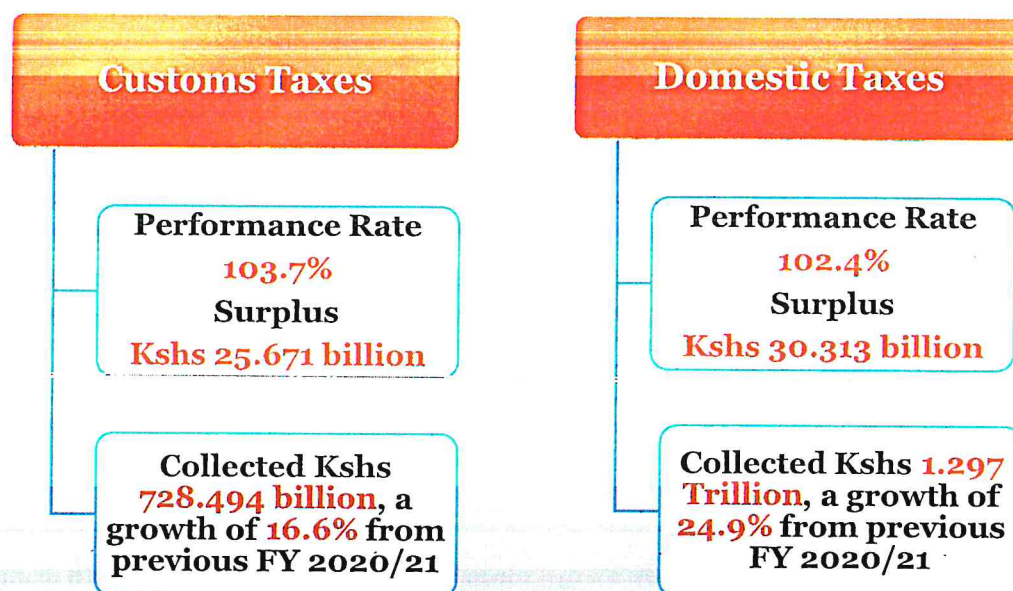 Customs Taxes
Performance Rate
103.7%
Surplus
Kshs 25.671 billion
Collected Kshs
728.494 billion, a
growth of 16.6% from
previous FY 2020/21
Domestic Taxes
Performance Rate
102.4%
Surplus
Kshs 30.313 billion
Collected Kshs 1.297
Trillion, a growth of
24.9% from previous
FY 2020/21